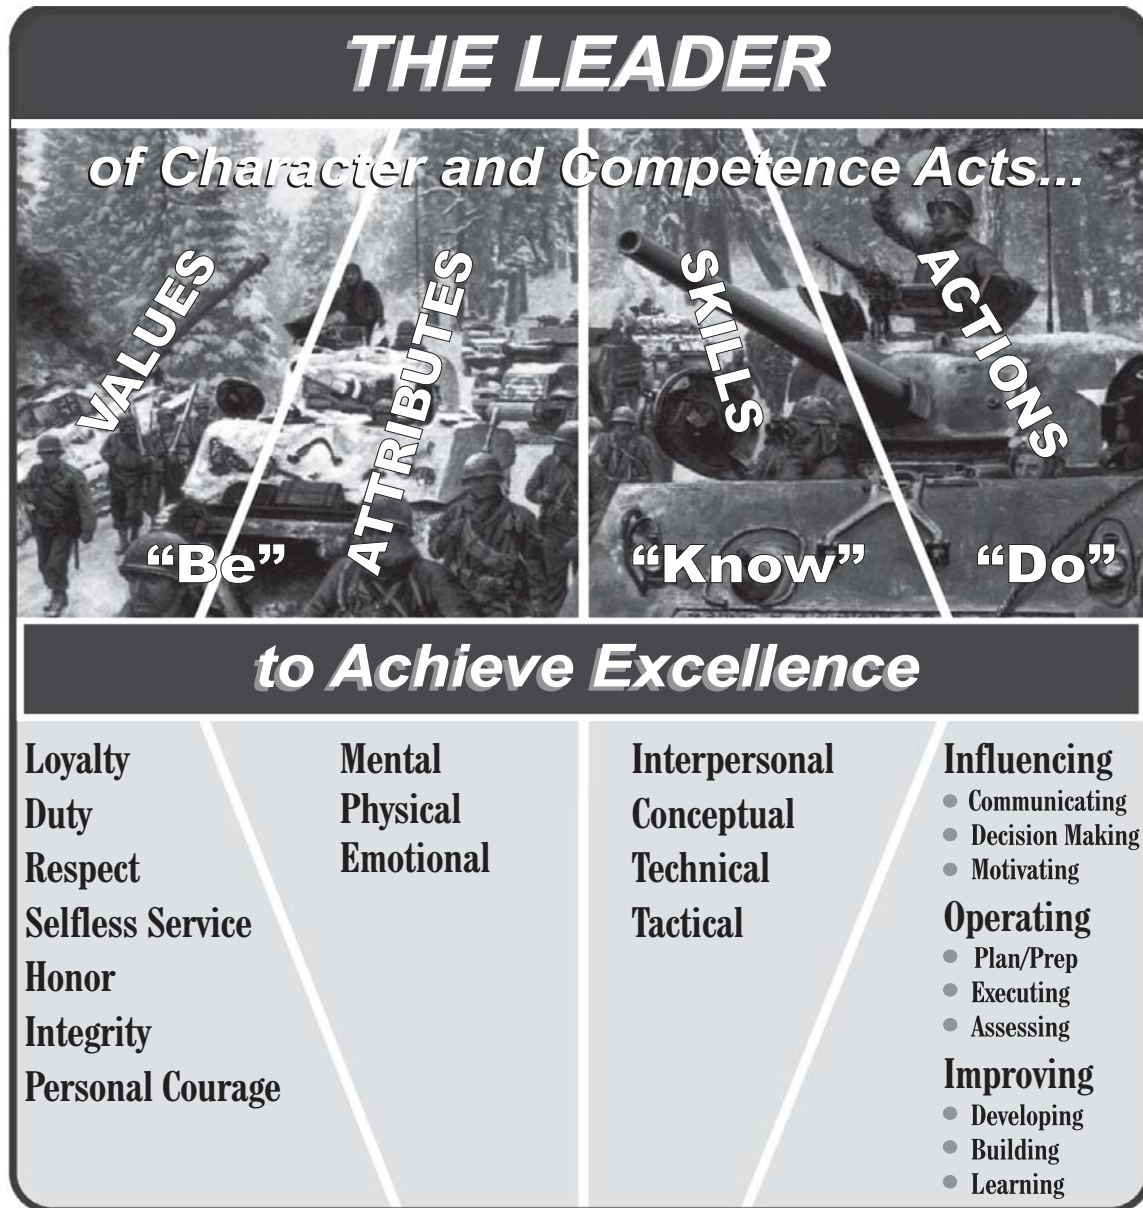 THE LEADER
of Character and Competence Acts...
VALUES
ATTRIBUTES
SKILLS
ACTIONS
“Be”
“Know”
“Do”
to Achieve Excellence
Loyalty
Duty
Respect
Selfless Service
Honor
Integrity
Personal Courage
Mental
Physical
Emotional
Interpersonal
Conceptual
Technical
Tactical
Influencing
● Communicating
● Decision Making
● Motivating
Operating
● Plan/Prep
● Executing
● Assessing
Improving
● Developing
● Building
● Learning